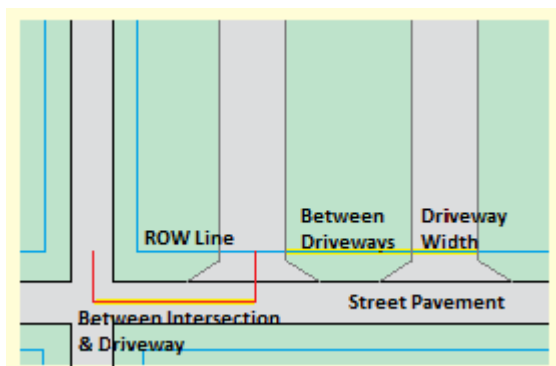 Between
Driveways
Driveway
Width
ROW Line
Street Pavement
Between Intersection
& Driveway